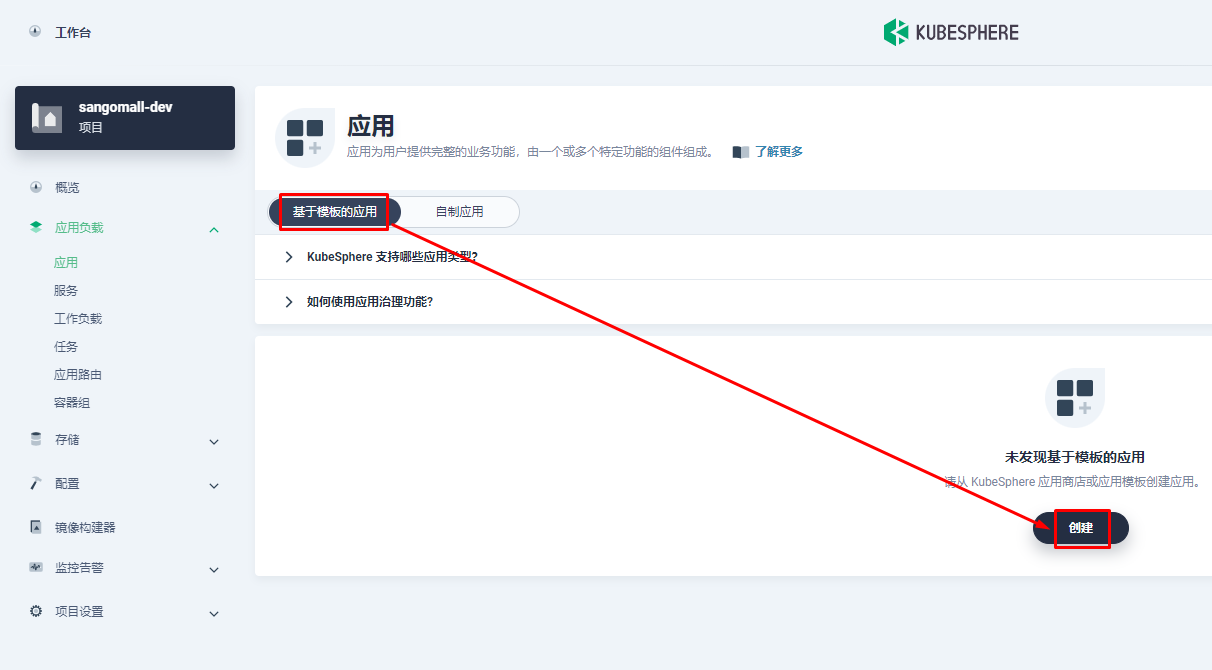 工作台
KUBESPHERE
sangomall-dev
项目
概览
应用负载
应用
服务
工作负载
任务
应用路由
容器组
存储
配置
镜像构建器
监控告警
项目设置
应用
应用为用户提供完整的业务功能，由一个或多个特定功能的组件组成。 了解更多
基于模板的应用 自制应用
KubeSphere 支持哪些应用类型？
如何使用应用治理功能？
未发现基于模板的应用
请从 KubeSphere 应用商店或应用模板创建应用。
创建